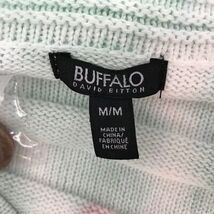 BUFFALO
DAVID BITTON
M/M
MADE IN
CHINA/
FABRIQUÉ
EN CHINE